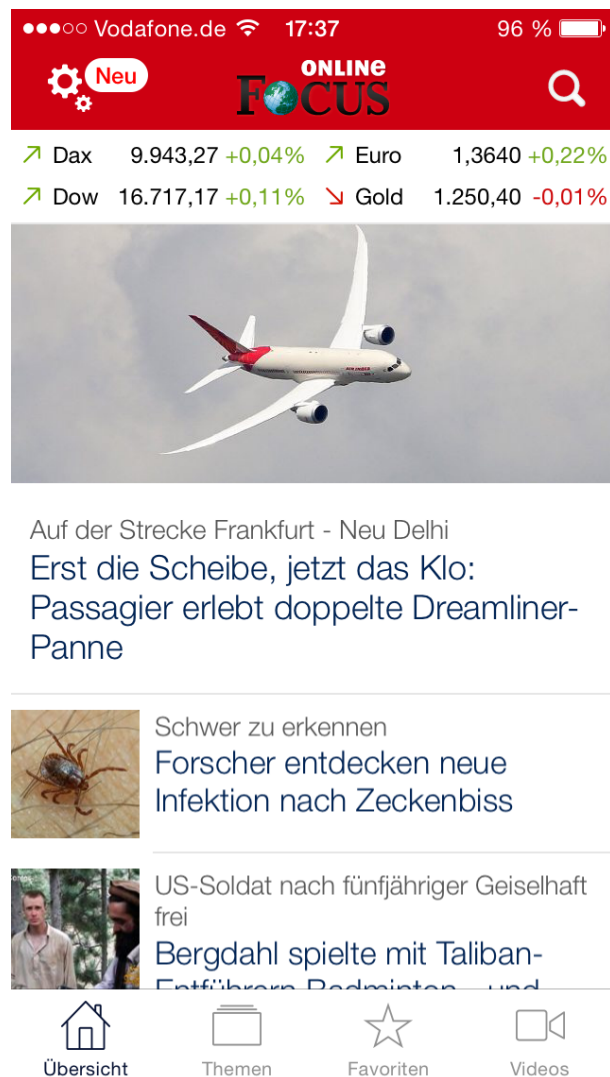 Vodafone.de 17:37 96 %
Neu
ONLINE
FOCUS
Dax 9.943,27 +0,04% Euro 1,3640 +0,22%
Dow 16.717,17 +0,11% Gold 1.250,40 -0,01%
Auf der Strecke Frankfurt - Neu Delhi
Erst die Scheibe, jetzt das Klo:
Passagier erlebt doppelte Dreamliner-
Panne
Schwer zu erkennen
Forscher entdecken neue
Infektion nach Zeckenbiss
US-Soldat nach fünfjähriger Geiselhaft
frei
Bergdahl spielte mit Taliban-
Entführern Badminton - und
Übersicht Themen Favoriten Videos